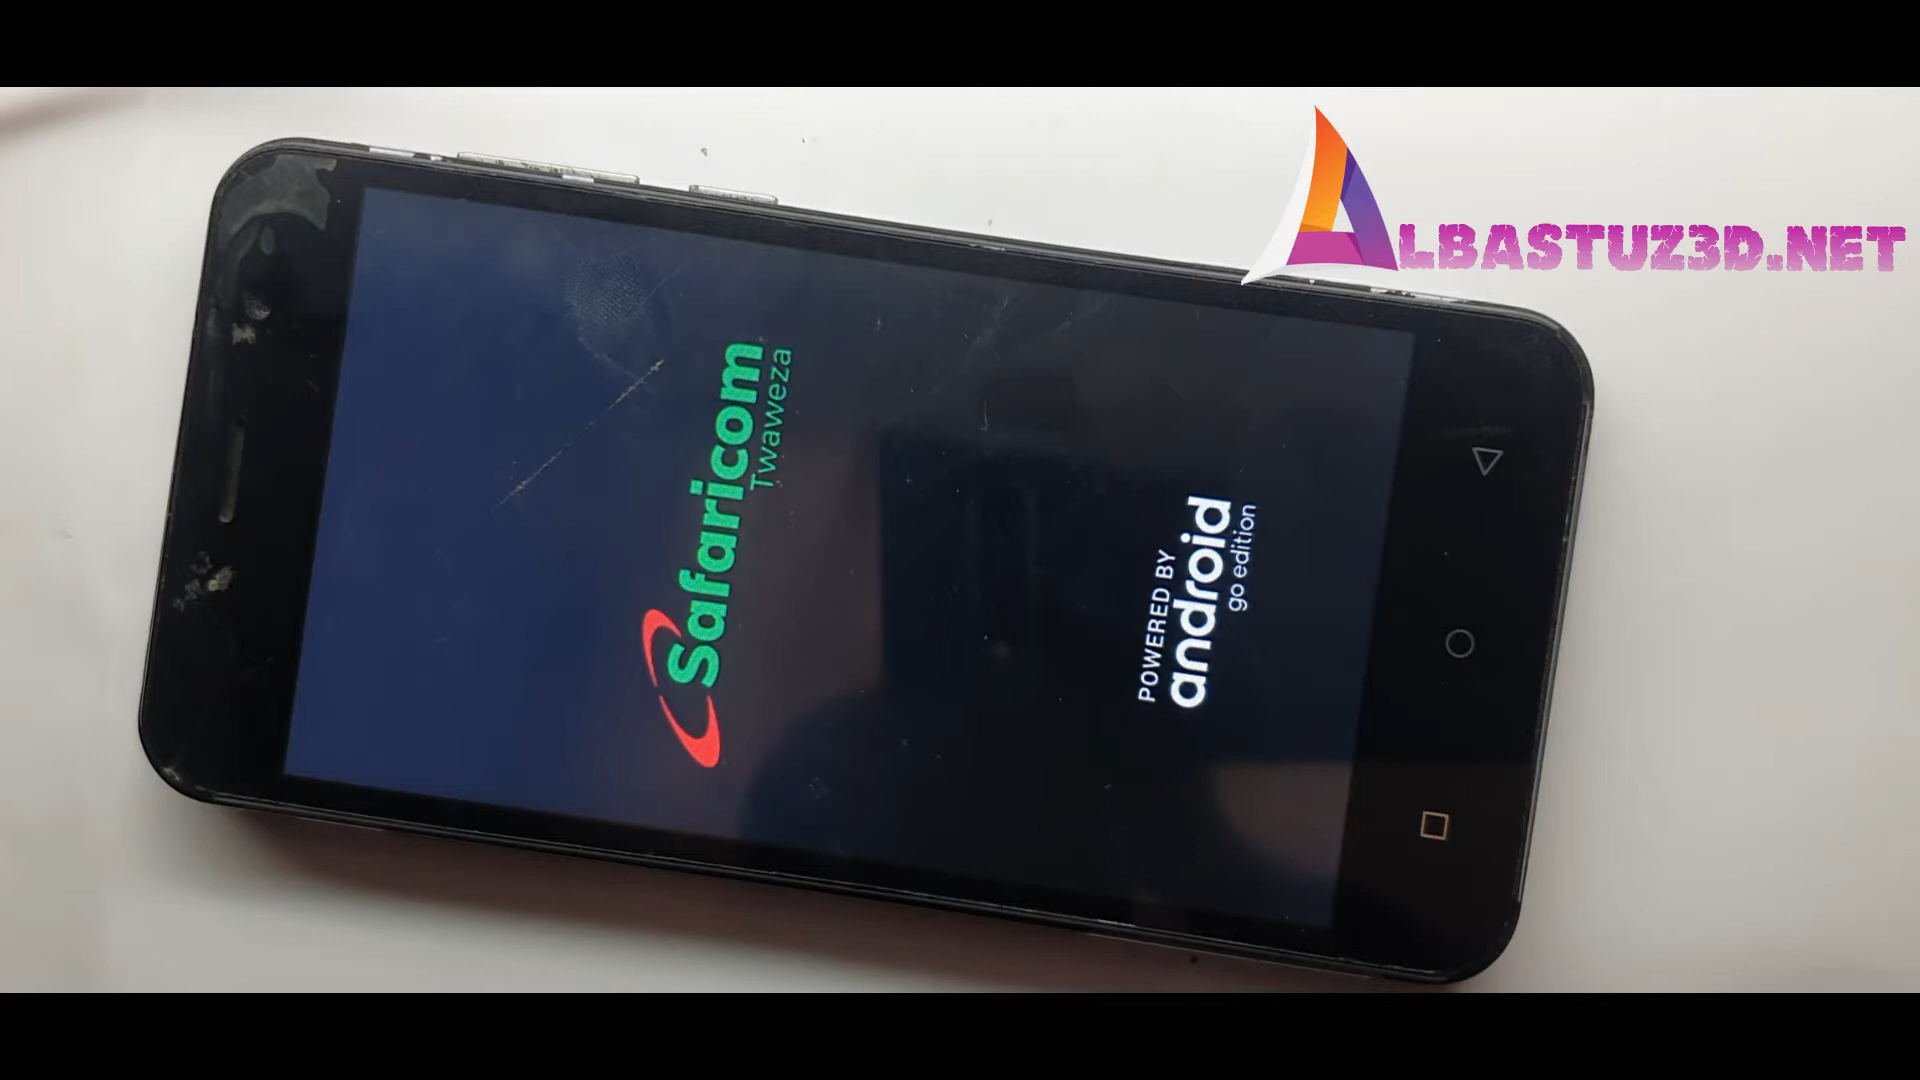 ALBASTUZ3D.NET
Safaricom
Twaweza
POWERED BY
android
go edition